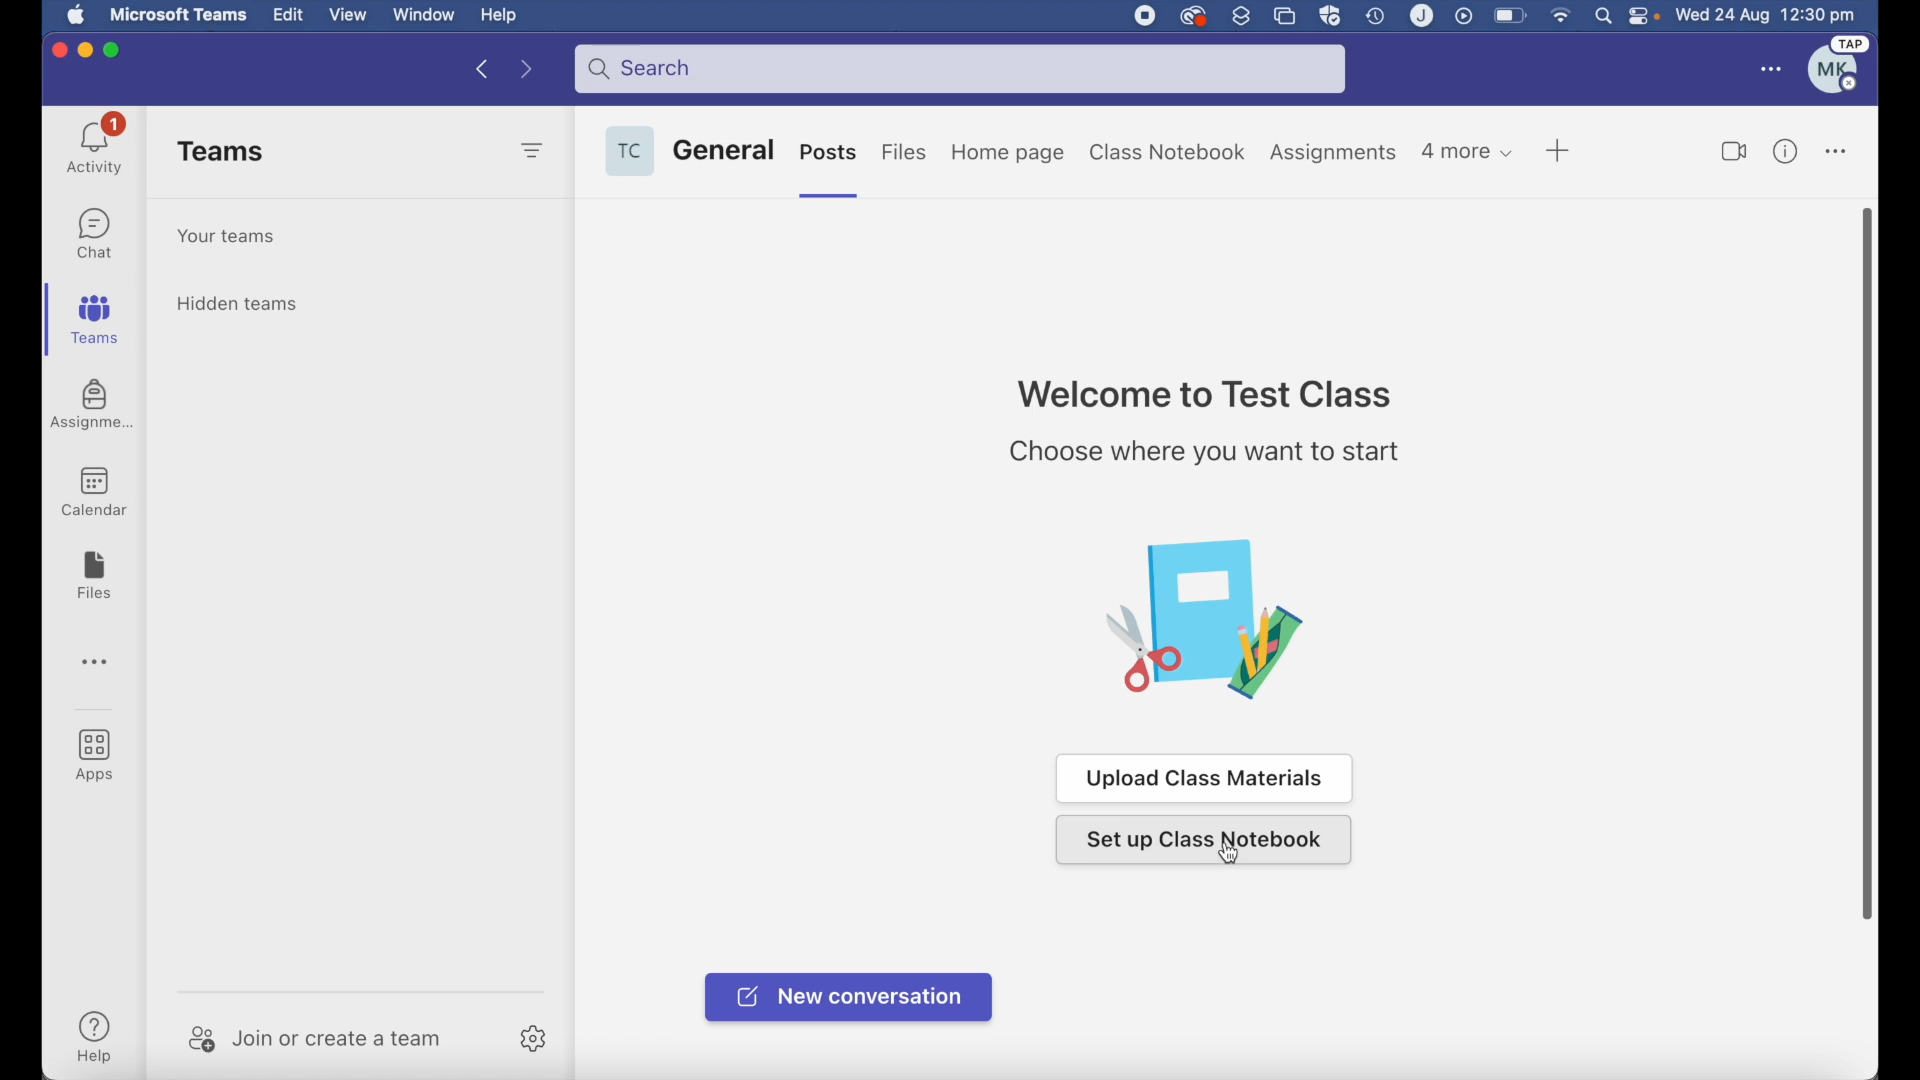 Microsoft Teams Edit View Window Help J Wed 24 Aug 12:30 pm
Search
TAP
MK
1
Activity
Chat
Teams
Assignme...
Calendar
Files
Apps
Help
Teams
Your teams
Hidden teams
Join or create a team
TC General Posts Files Home page Class Notebook Assignments 4 more
Welcome to Test Class
Choose where you want to start
Upload Class Materials
Set up Class Notebook
New conversation